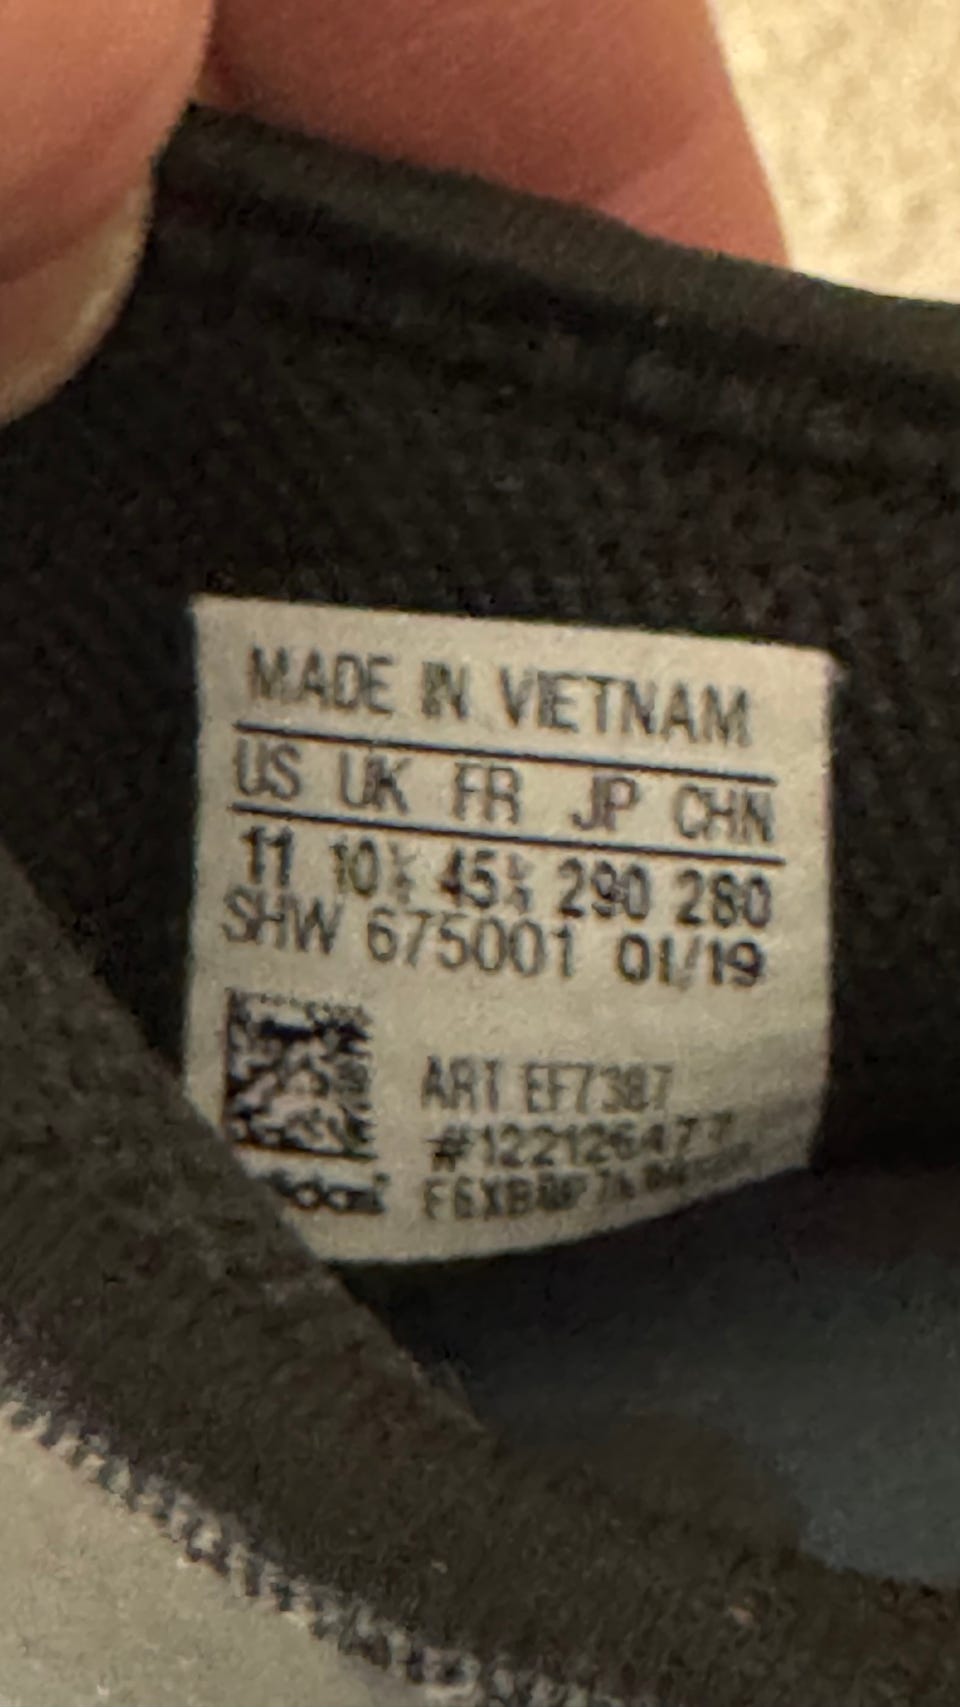 MADE IN VIETNAM
US UK FR JP CHN
11 10½ 45⅓ 290 280
SHW 675001 01/19
ART EF7387